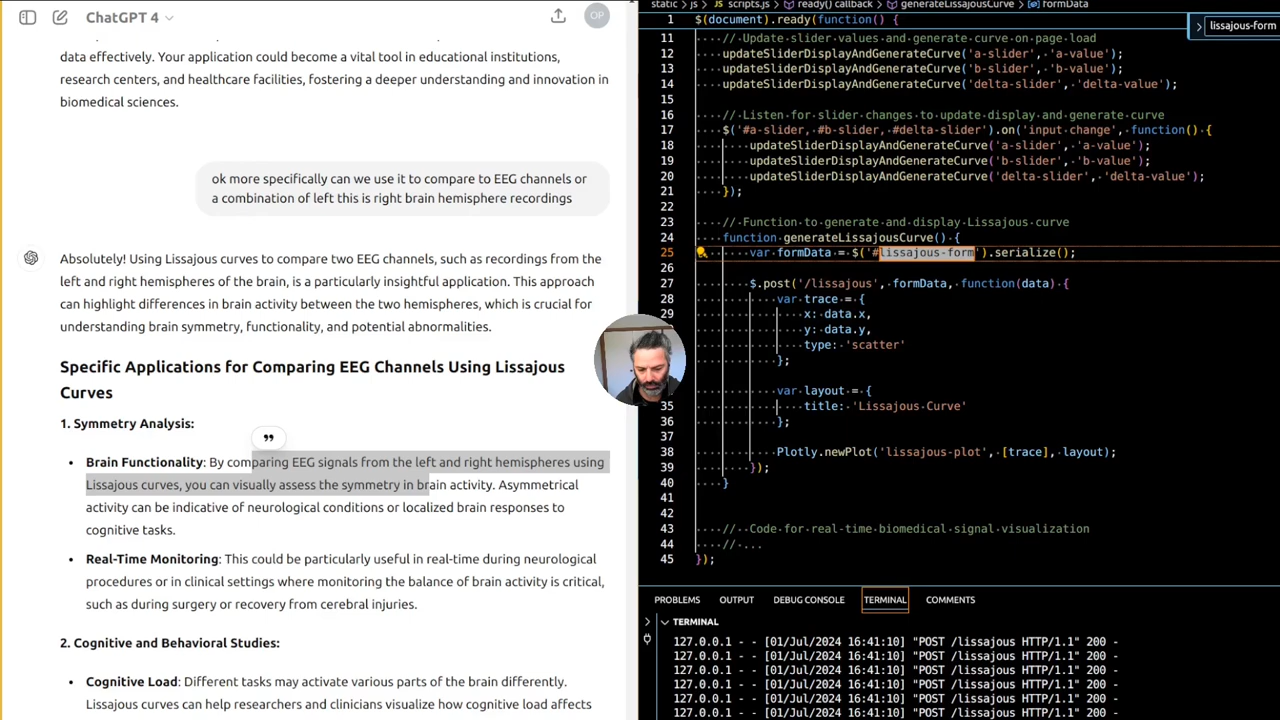 ChatGPT 4
OP
data effectively. Your application could become a vital tool in educational institutions,
research centers, and healthcare facilities, fostering a deeper understanding and innovation in
biomedical sciences.
ok more specifically can we use it to compare to EEG channels or
a combination of left this is right brain hemisphere recordings
Absolutely! Using Lissajous curves to compare two EEG channels, such as recordings from the
left and right hemispheres of the brain, is a particularly insightful application. This approach
can highlight differences in brain activity between the two hemispheres, which is crucial for
understanding brain symmetry, functionality, and potential abnormalities.
Specific Applications for Comparing EEG Channels Using Lissajous
Curves
1. Symmetry Analysis:
• Brain Functionality: By comparing EEG signals from the left and right hemispheres using
Lissajous curves, you can visually assess the symmetry in brain activity. Asymmetrical
activity can be indicative of neurological conditions or localized brain responses to
cognitive tasks.
• Real-Time Monitoring: This could be particularly useful in real-time during neurological
procedures or in clinical settings where monitoring the balance of brain activity is critical,
such as during surgery or recovery from cerebral injuries.
2. Cognitive and Behavioral Studies:
• Cognitive Load: Different tasks may activate various parts of the brain differently.
Lissajous curves can help researchers and clinicians visualize how cognitive load affects
static > js > JS scripts.js > ready() callback > generateLissajousCurve > formData
lissajous-form
1 $(document).ready(function() {
11 // Update slider values and generate curve on page load
12 updateSliderDisplayAndGenerateCurve('a-slider', 'a-value');
13 updateSliderDisplayAndGenerateCurve('b-slider', 'b-value');
14 updateSliderDisplayAndGenerateCurve('delta-slider', 'delta-value');
15
16 // Listen for slider changes to update display and generate curve
17 $('#a-slider, #b-slider, #delta-slider').on('input change', function() {
18 updateSliderDisplayAndGenerateCurve('a-slider', 'a-value');
19 updateSliderDisplayAndGenerateCurve('b-slider', 'b-value');
20 updateSliderDisplayAndGenerateCurve('delta-slider', 'delta-value');
21 });
22
23 // Function to generate and display Lissajous curve
24 function generateLissajousCurve() {
25 var formData = $('#lissajous-form').serialize();
26
27 $.post('/lissajous', formData, function(data) {
28 var trace = {
29 x: data.x,
y: data.y,
31 type: 'scatter'
};
var layout = {
35 title: 'Lissajous Curve'
36 };
37
38 Plotly.newPlot('lissajous-plot', [trace], layout);
39 });
40 }
41
42
43 // Code for real-time biomedical signal visualization
44 // ...
45 });
PROBLEMS OUTPUT DEBUG CONSOLE TERMINAL COMMENTS
TERMINAL
127.0.0.1 - - [01/Jul/2024 16:41:10] "POST /lissajous HTTP/1.1" 200 -
127.0.0.1 - - [01/Jul/2024 16:41:10] "POST /lissajous HTTP/1.1" 200 -
127.0.0.1 - - [01/Jul/2024 16:41:10] "POST /lissajous HTTP/1.1" 200 -
127.0.0.1 - - [01/Jul/2024 16:41:10] "POST /lissajous HTTP/1.1" 200 -
127.0.0.1 - - [01/Jul/2024 16:41:10] "POST /lissajous HTTP/1.1" 200 -
127.0.0.1 - - [01/Jul/2024 16:41:10] "POST /lissajous HTTP/1.1" 200 -